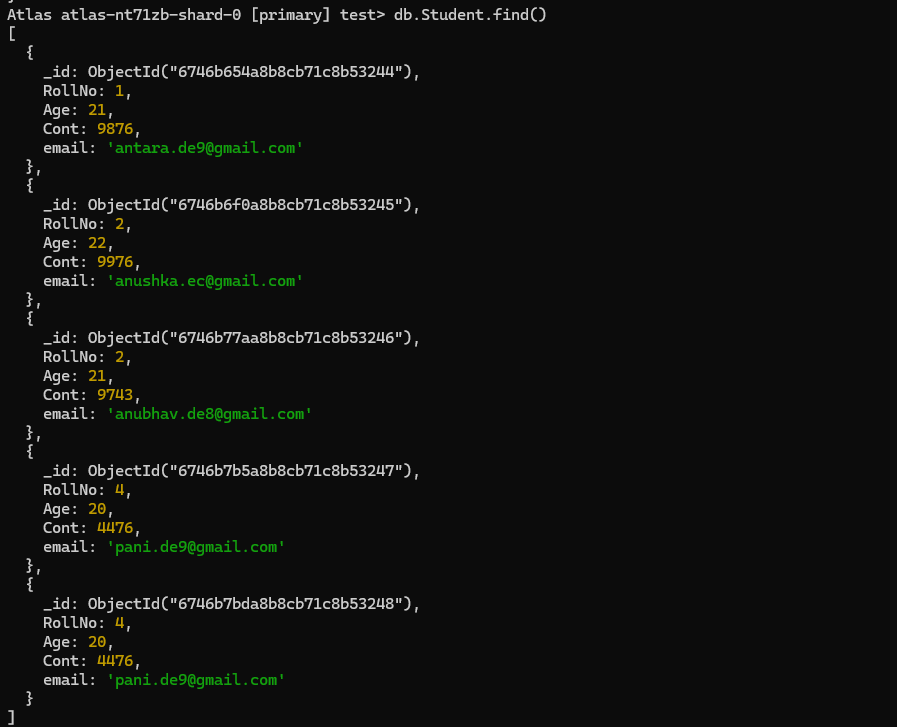 Atlas atlas-nt71zb-shard-0 [primary] test> db.Student.find()
[
  {
    _id: ObjectId("6746b654a8b8cb71c8b53244"),
    RollNo: 1,
    Age: 21,
    Cont: 9876,
    email: 'antara.de9@gmail.com'
  },
  {
    _id: ObjectId("6746b6f0a8b8cb71c8b53245"),
    RollNo: 2,
    Age: 22,
    Cont: 9976,
    email: 'anushka.ec@gmail.com'
  },
  {
    _id: ObjectId("6746b77aa8b8cb71c8b53246"),
    RollNo: 2,
    Age: 21,
    Cont: 9743,
    email: 'anubhav.de8@gmail.com'
  },
  {
    _id: ObjectId("6746b7b5a8b8cb71c8b53247"),
    RollNo: 4,
    Age: 20,
    Cont: 4476,
    email: 'pani.de9@gmail.com'
  },
  {
    _id: ObjectId("6746b7bda8b8cb71c8b53248"),
    RollNo: 4,
    Age: 20,
    Cont: 4476,
    email: 'pani.de9@gmail.com'
  }
]